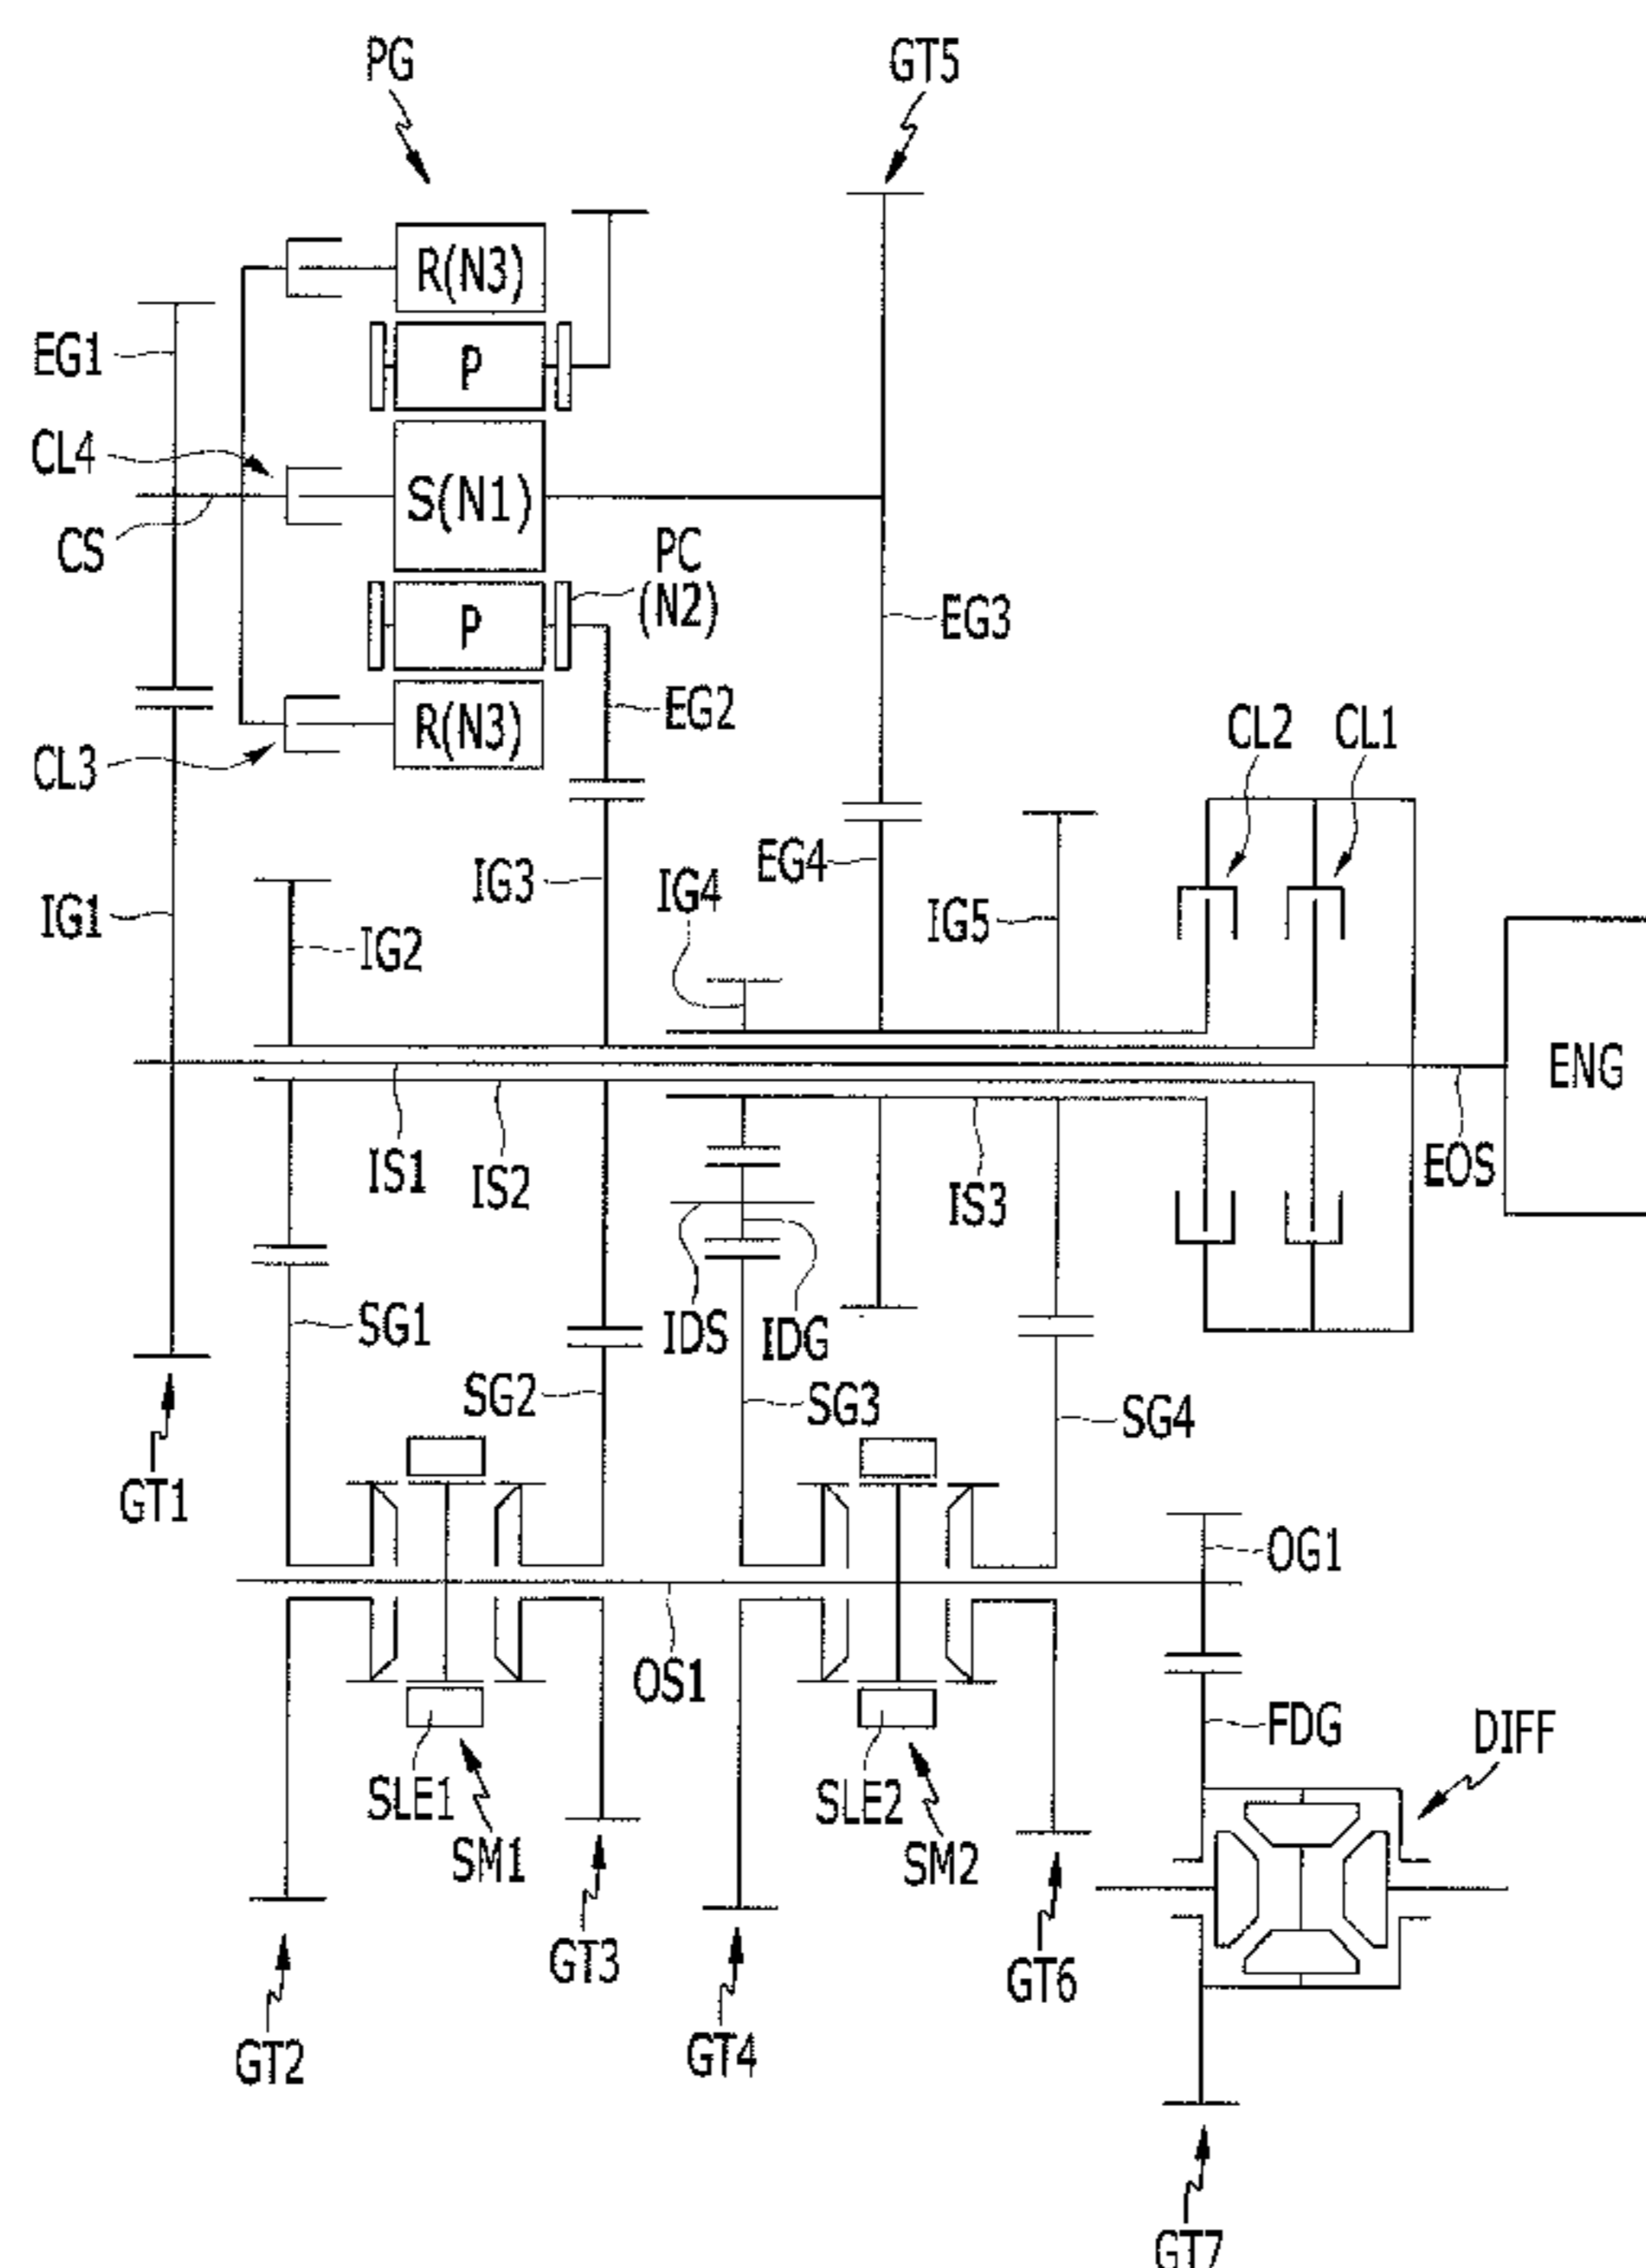 PG
GT5
R(N3)
EG1
P
CL4
S(N1)
CS
PC
(N2)
P
EG3
EG2
R(N3)
CL3
CL2
CL1
IG3
EG4
IG4
IG1
IG5
IG2
ENG
IS1
IS2
IS3
EOS
SG1
IDS
IDG
SG2
SG3
SG4
GT1
OG1
OS1
FDG
DIFF
SLE1
SLE2
SM1
SM2
GT3
GT6
GT2
GT4
GT7